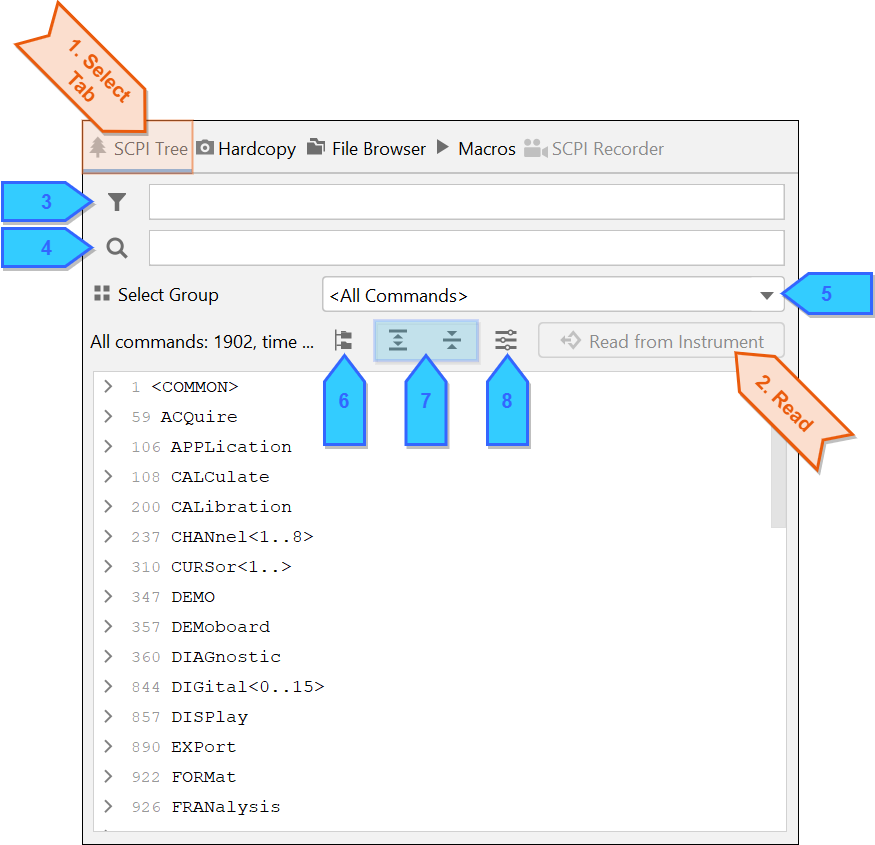 1. Select
Tab
SCPI Tree Hardcopy File Browser Macros SCPI Recorder
3
4
Select Group <All Commands> 5
All commands: 1902, time ... Read from Instrument
6 7 8
2. Read
1 <COMMON>
59 ACQuire
106 APPLication
108 CALCulate
200 CALibration
237 CHANnel<1..8>
310 CURSor<1..>
347 DEMO
357 DEMoboard
360 DIAGnostic
844 DIGital<0..15>
857 DISPlay
890 EXPort
922 FORMat
926 FRANalysis